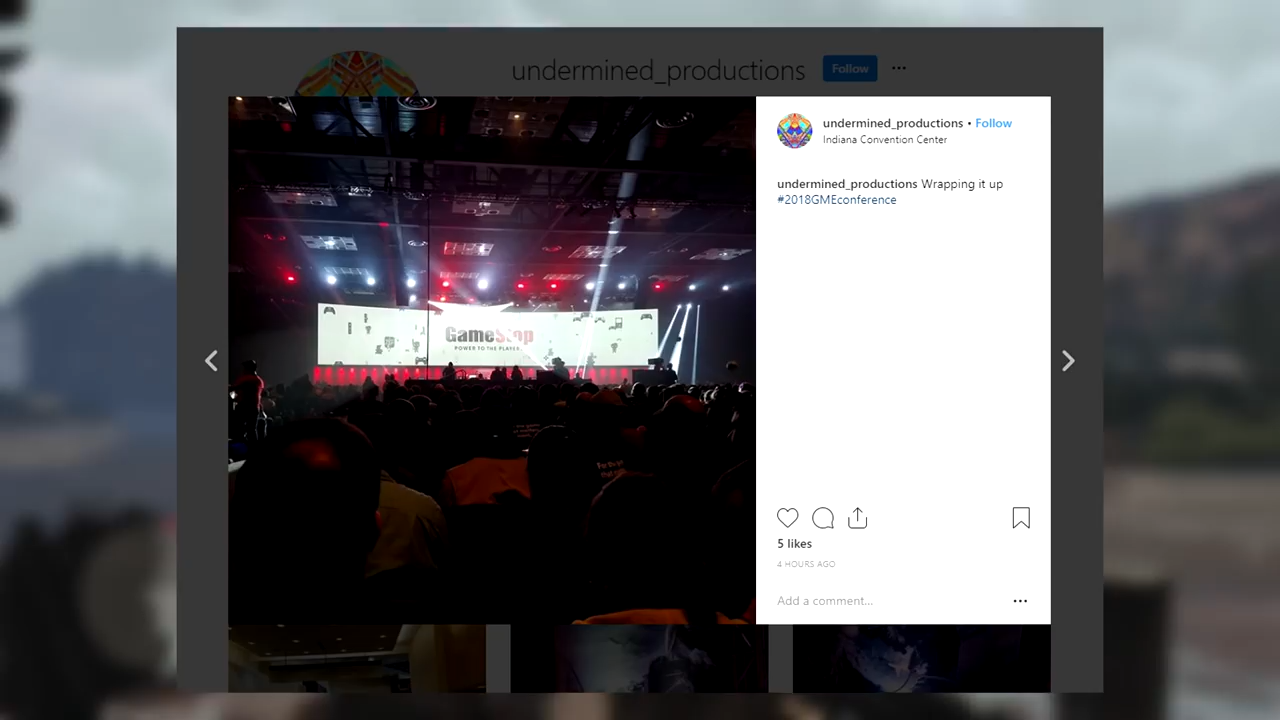 undermined_productions Follow ...
undermined_productions • Follow
Indiana Convention Center
undermined_productions Wrapping it up
#2018GMEconference
GameStop
POWER TO THE PLAYERS
5 likes
4 HOURS AGO
Add a comment... ...